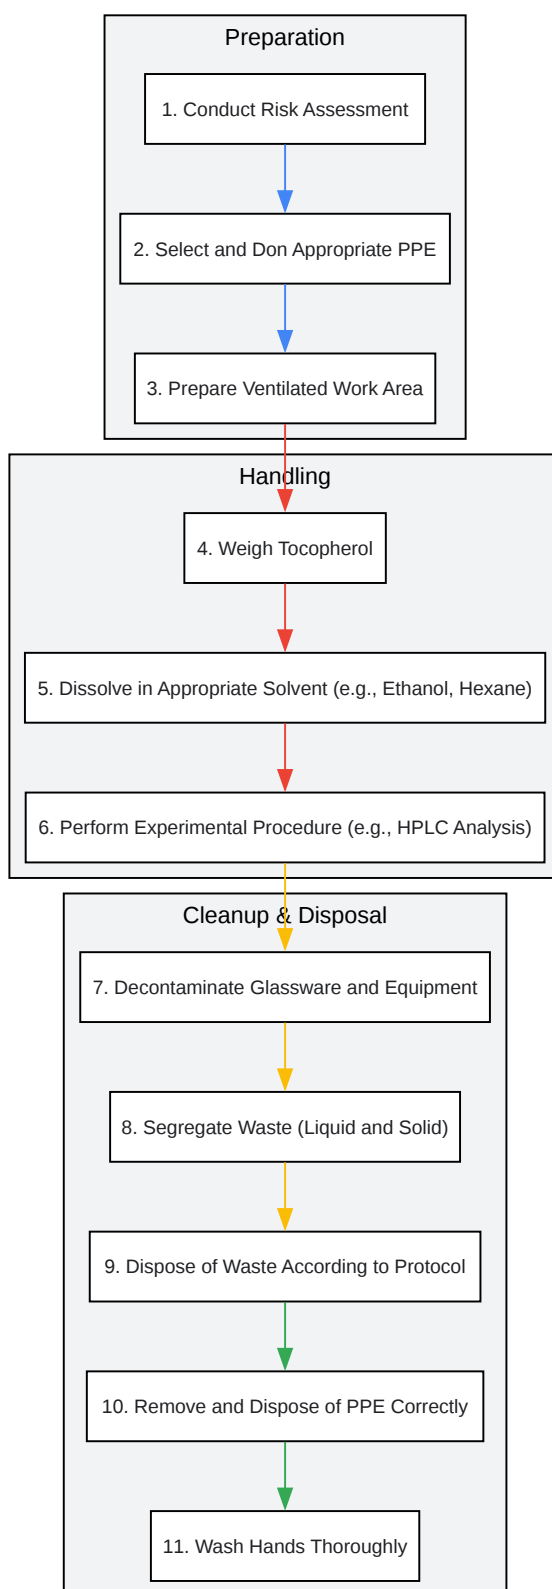 Preparation
1. Conduct Risk Assessment
2. Select and Don Appropriate PPE
3. Prepare Ventilated Work Area
Handling
4. Weigh Tocopherol
5. Dissolve in Appropriate Solvent (e.g., Ethanol, Hexane)
6. Perform Experimental Procedure (e.g., HPLC Analysis)
Cleanup & Disposal
7. Decontaminate Glassware and Equipment
8. Segregate Waste (Liquid and Solid)
9. Dispose of Waste According to Protocol
10. Remove and Dispose of PPE Correctly
11. Wash Hands Thoroughly